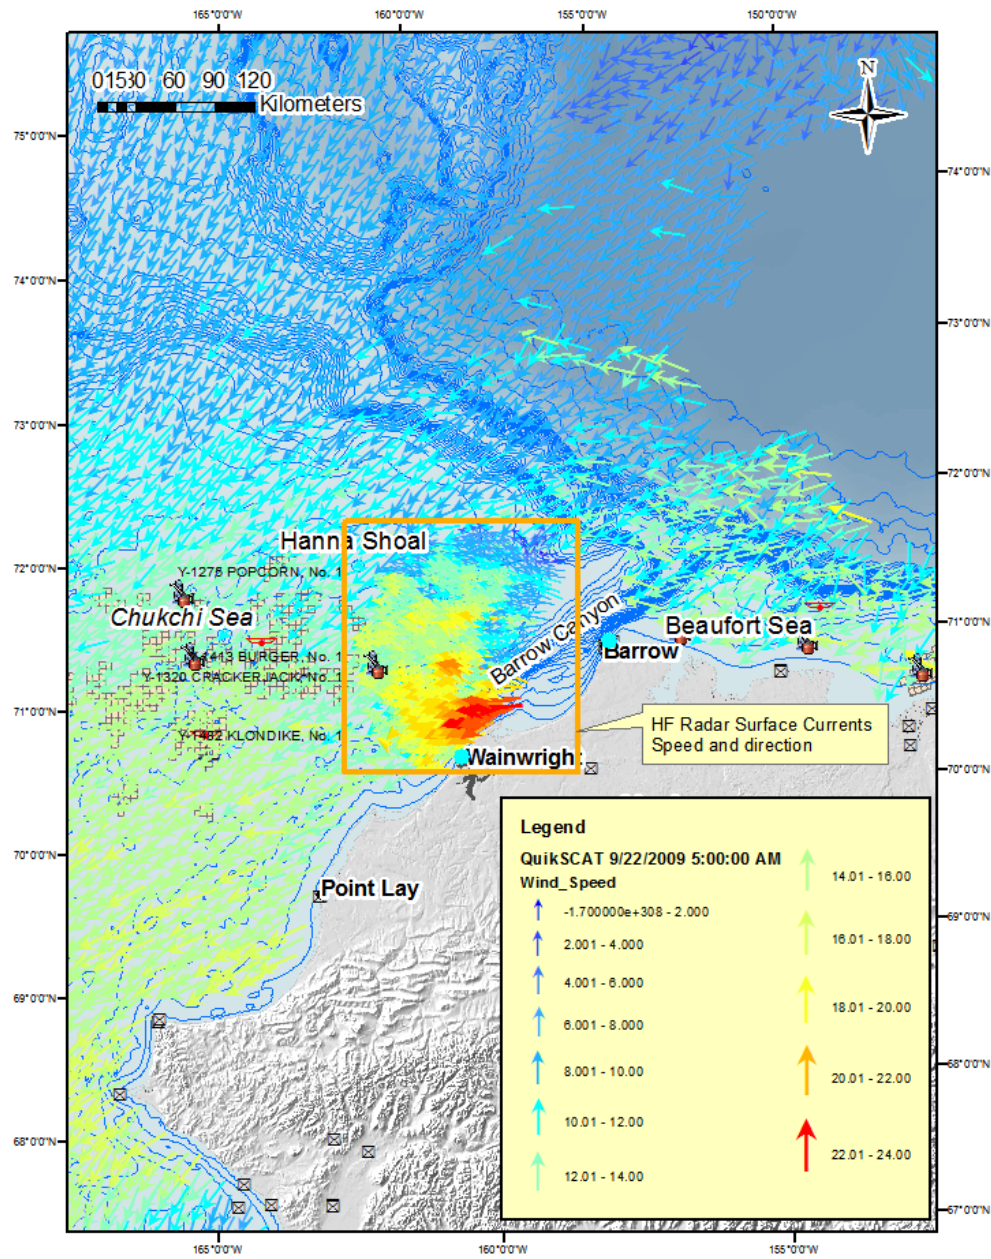 165°0'0"W 160°0'0"W 155°0'0"W 150°0'0"W
01530 60 90 120
Kilometers
N
75°0'0"N
74°0'0"N
74°0'0"N
73°0'0"N
73°0'0"N
72°0'0"N
72°0'0"N
71°0'0"N
71°0'0"N
70°0'0"N
70°0'0"N
69°0'0"N
69°0'0"N
68°0'0"N
68°0'0"N
67°0'0"N
Hanna Shoal
Y-1275 POPCORN, No. 1
Chukchi Sea
1413 BURGER, No. 1
Y-1320 CRACKERJACK, No. 1
Y-1482 KLONDIKE, No. 1
Barrow Canyon
Beaufort Sea
Barrow
Wainwright
HF Radar Surface Currents
Speed and direction
Point Lay
Legend
QuikSCAT 9/22/2009 5:00:00 AM
Wind_Speed
-1.700000e+308 - 2.000
2.001 - 4.000
4.001 - 6.000
6.001 - 8.000
8.001 - 10.00
10.01 - 12.00
12.01 - 14.00
14.01 - 16.00
16.01 - 18.00
18.01 - 20.00
20.01 - 22.00
22.01 - 24.00
165°0'0"W 160°0'0"W 155°0'0"W